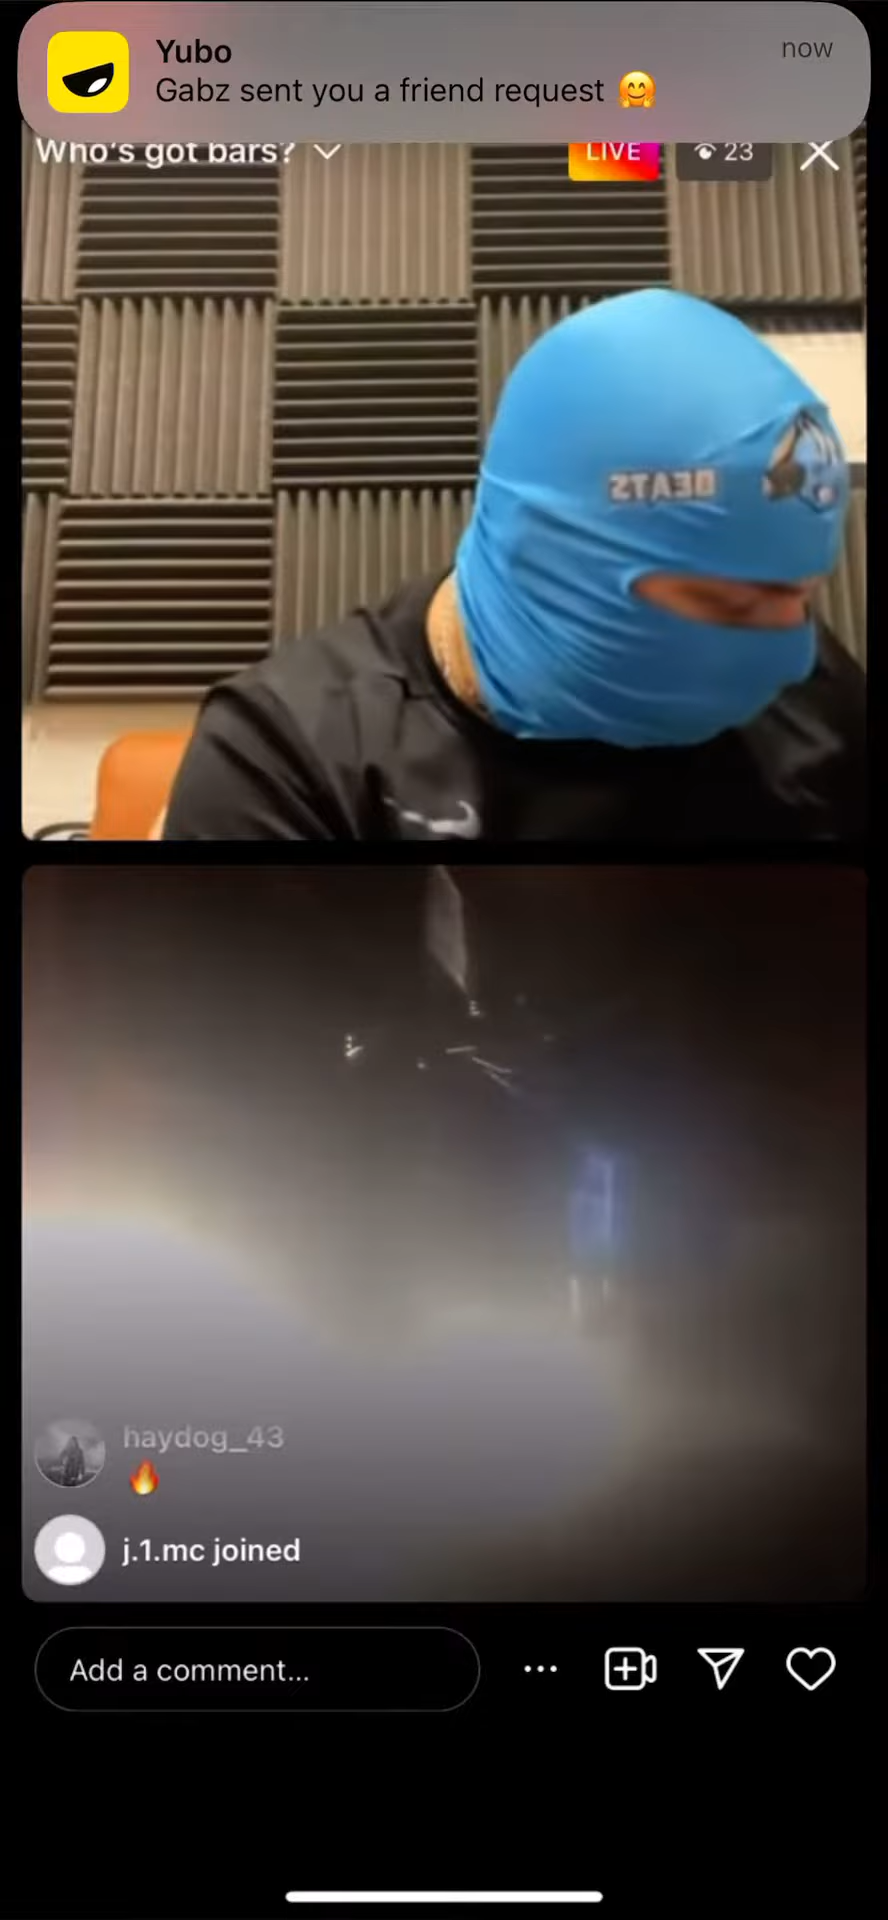 Yubo
now
Gabz sent you a friend request 🤗
Who's got bars?
LIVE
23
BEATS
haydog_43
🔥
j.1.mc joined
Add a comment...